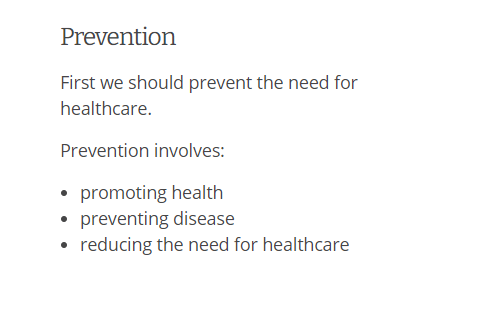 Prevention
First we should prevent the need for
healthcare.
Prevention involves:
• promoting health
• preventing disease
• reducing the need for healthcare